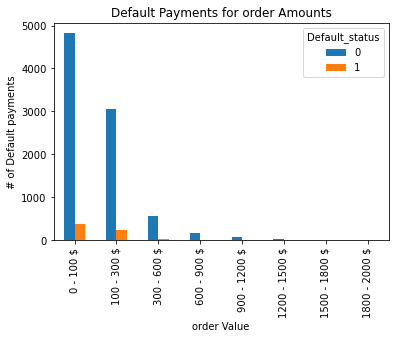 Default Payments for order Amounts
# of Default payments
5000
4000
3000
2000
1000
0
Default_status
0
1
0 - 100 $
100 - 300 $
300 - 600 $
600 - 900 $
900 - 1200 $
1200 - 1500 $
1500 - 1800 $
1800 - 2000 $
order Value